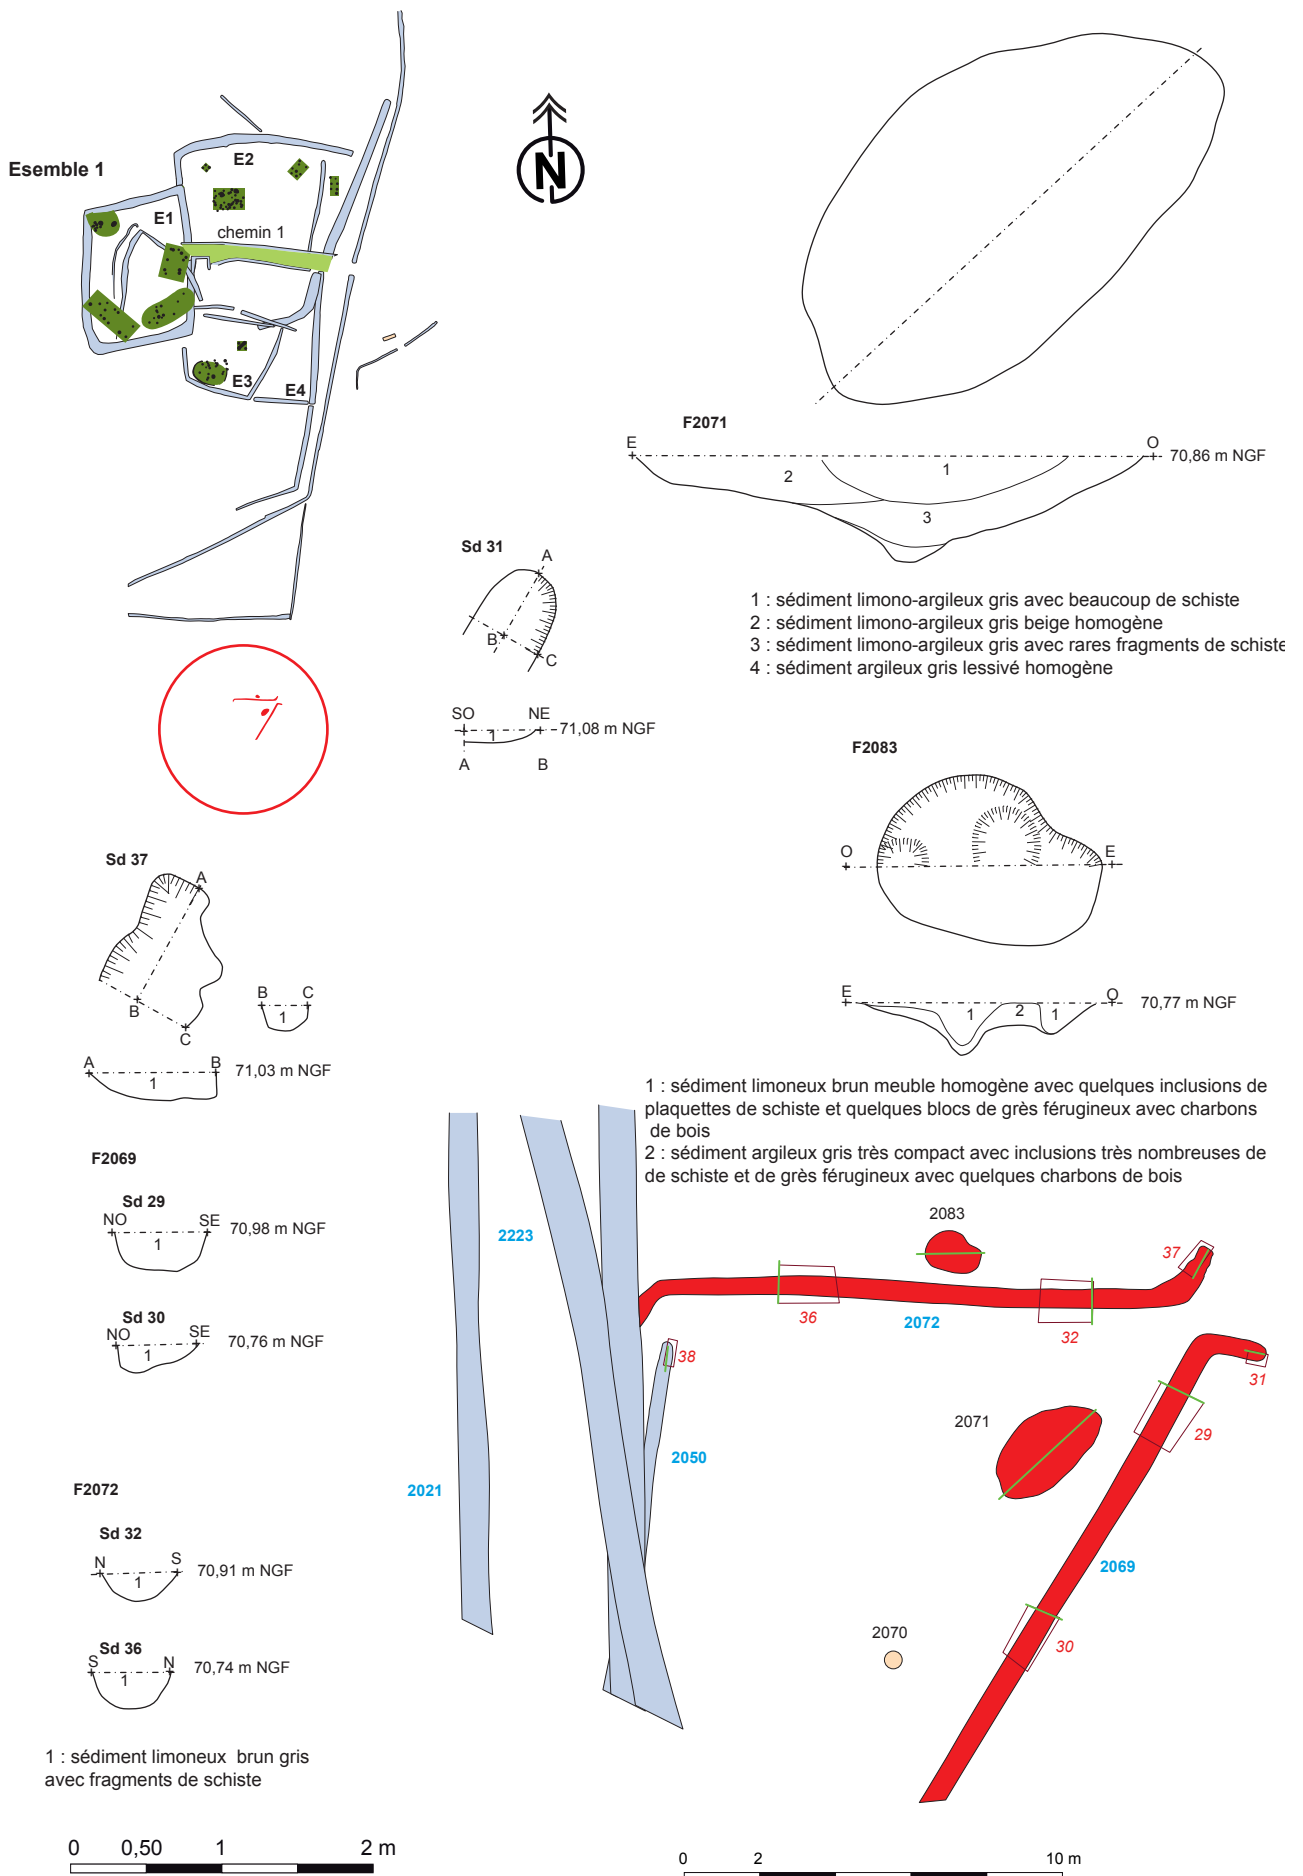 Esemble 1
E2
E1
chemin 1
E3
E4
N
F2071
E
O
70,86 m NGF
1
2
3
1 : sédiment limono-argileux gris avec beaucoup de schiste
2 : sédiment limono-argileux gris beige homogène
3 : sédiment limono-argileux gris avec rares fragments de schiste
4 : sédiment argileux gris lessivé homogène
Sd 31
A
B
C
SO
NE
71,08 m NGF
1
A
B
F2083
O
E
E
O
70,77 m NGF
1
2
1
1 : sédiment limoneux brun meuble homogène avec quelques inclusions de
plaquettes de schiste et quelques blocs de grès férugineux avec charbons
de bois
2 : sédiment argileux gris très compact avec inclusions très nombreuses de
de schiste et de grès férugineux avec quelques charbons de bois
Sd 37
A
B
C
B
C
1
A
B
71,03 m NGF
1
F2069
Sd 29
NO
SE
70,98 m NGF
1
Sd 30
NO
SE
70,76 m NGF
1
F2072
Sd 32
N
S
70,91 m NGF
1
Sd 36
S
N
70,74 m NGF
1
1 : sédiment limoneux brun gris
avec fragments de schiste
0 0,50 1 2 m
2223
2083
37
36
2072
32
38
31
2071
29
2050
2021
2069
2070
30
0 2 10 m